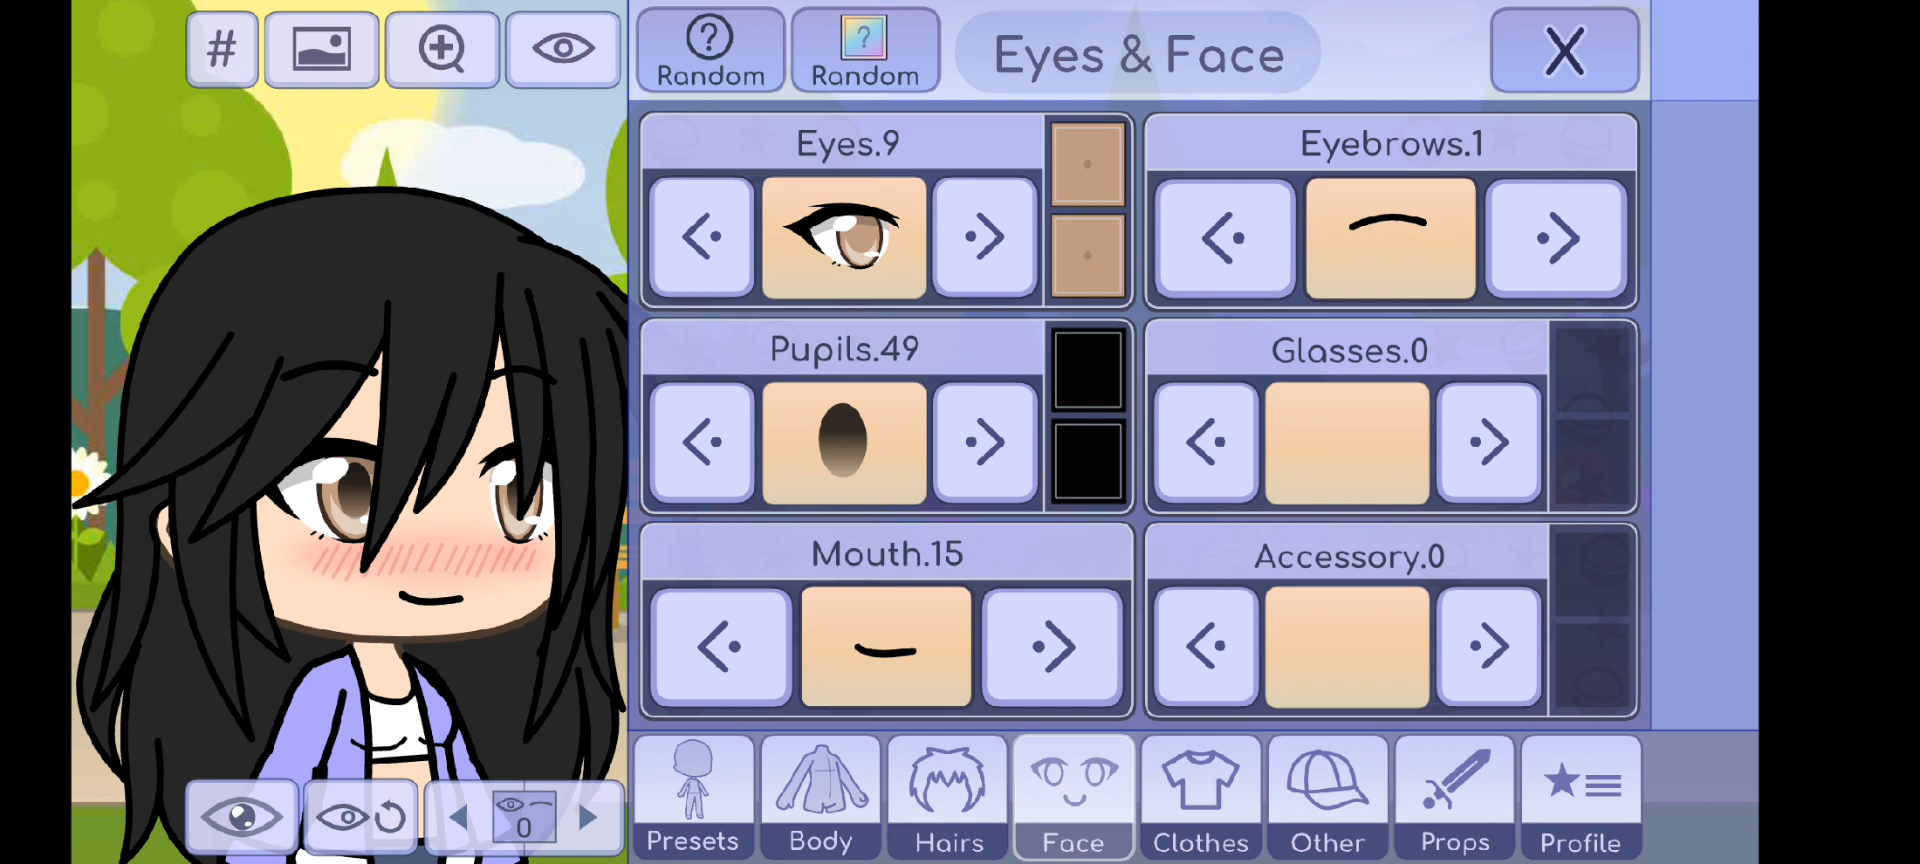 #
?
Random
?
Random
Eyes & Face
X
Eyes.9
Eyebrows.1
Pupils.49
Glasses.0
Mouth.15
Accessory.0
0
Presets
Body
Hairs
Face
Clothes
Other
Props
Profile